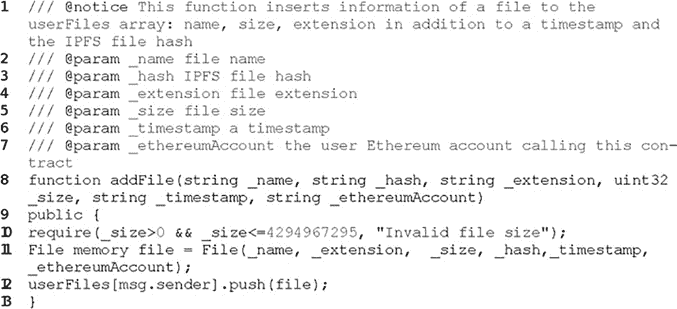 1 /// @notice This function inserts information of a file to the
userFiles array: name, size, extension in addition to a timestamp and
the IPFS file hash
2 /// @param _name file name
3 /// @param _hash IPFS file hash
4 /// @param _extension file extension
5 /// @param _size file size
6 /// @param _timestamp a timestamp
7 /// @param _ethereumAccount the user Ethereum account calling this con-
tract
8 function addFile(string _name, string _hash, string _extension, uint32
_size, string _timestamp, string _ethereumAccount)
9 public {
10 require(_size>0 && _size<=4294967295, "Invalid file size");
11 File memory file = File(_name, _extension, _size, _hash,_timestamp,
_ethereumAccount);
12 userFiles[msg.sender].push(file);
13 }